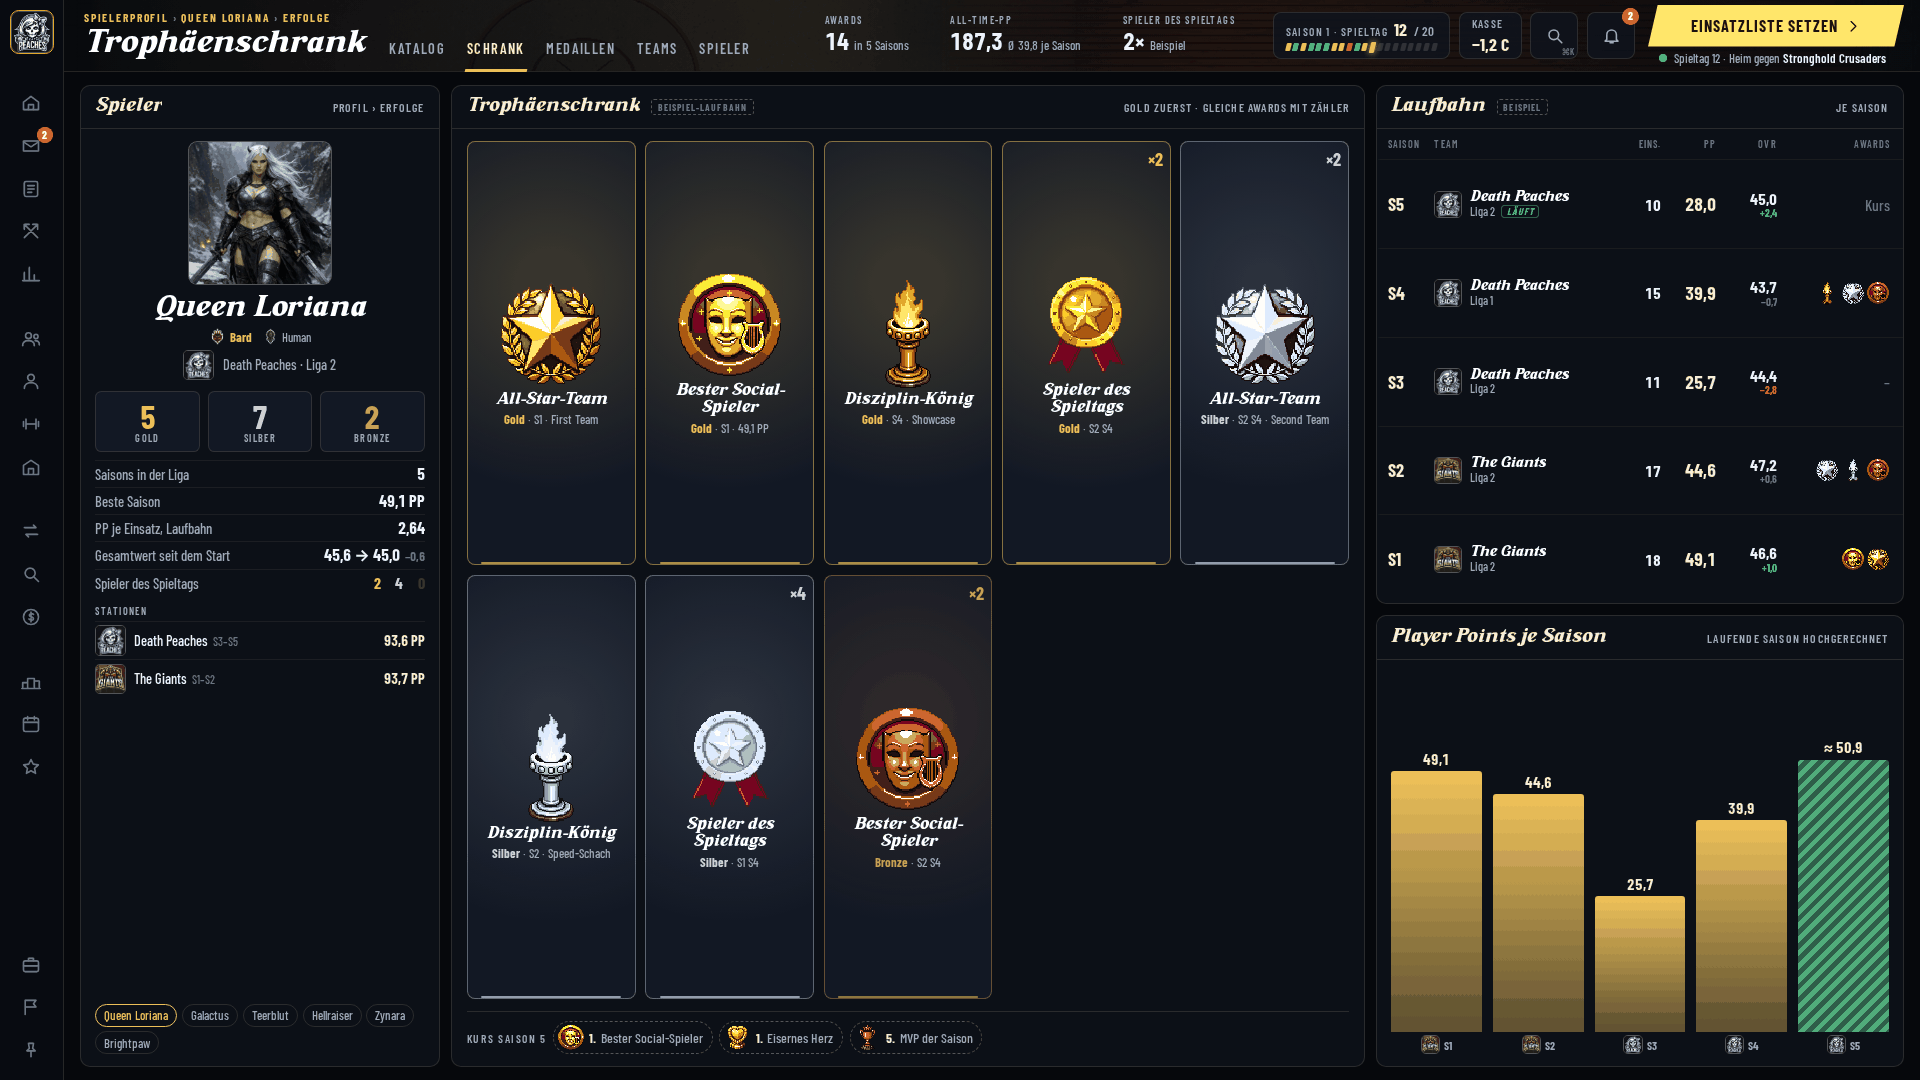 SPIELERPROFIL › QUEEN LORIANA › ERFOLGE
Trophäenschrank
KATALOG SCHRANK MEDAILLEN TEAMS SPIELER
AWARDS
14 in 5 Saisons
ALL-TIME-PP
187,3 Ø 39,8 je Saison
SPIELER DES SPIELTAGS
2× Beispiel
SAISON 1 · SPIELTAG 12 / 20
KASSE
−1,2 C
⌘K
2
EINSATZLISTE SETZEN
Spieltag 12 · Heim gegen Stronghold Crusaders
2
Spieler
PROFIL › ERFOLGE
Queen Loriana
Bard Human
Death Peaches · Liga 2
5 GOLD
7 SILBER
2 BRONZE
Saisons in der Liga 5
Beste Saison 49,1 PP
PP je Einsatz, Laufbahn 2,64
Gesamtwert seit dem Start 45,6 → 45,0 −0,6
Spieler des Spieltags 2 4 0
STATIONEN
Death Peaches S3–S5 93,6 PP
The Giants S1–S2 93,7 PP
Queen Loriana Galactus Teerblut Hellraiser Zynara
Brightpaw
Trophäenschrank BEISPIEL-LAUFBAHN
GOLD ZUERST · GLEICHE AWARDS MIT ZÄHLER
All-Star-Team
Gold · S1 · First Team
Bester Social-
Spieler
Gold · S1 · 49,1 PP
Disziplin-König
Gold · S4 · Showcase
×2
Spieler des
Spieltags
Gold · S2 S4
×2
All-Star-Team
Silber · S2 S4 · Second Team
Disziplin-König
Silber · S2 · Speed-Schach
×4
Spieler des
Spieltags
Silber · S1 S4
×2
Bester Social-
Spieler
Bronze · S2 S4
KURS SAISON 5 1. Bester Social-Spieler 1. Eisernes Herz 5. MVP der Saison
Laufbahn BEISPIEL
JE SAISON
SAISON TEAM EINS. PP OVR AWARDS
S5 Death Peaches Liga 2 LÄUFT 10 28,0 45,0 +2,4 Kurs
S4 Death Peaches Liga 1 15 39,9 43,7 −0,7
S3 Death Peaches Liga 2 11 25,7 44,4 −2,8 –
S2 The Giants Liga 2 17 44,6 47,2 +0,6
S1 The Giants Liga 2 18 49,1 46,6 +1,0
Player Points je Saison
LAUFENDE SAISON HOCHGERECHNET
49,1 44,6 25,7 39,9 ≈ 50,9
S1 S2 S3 S4 S5